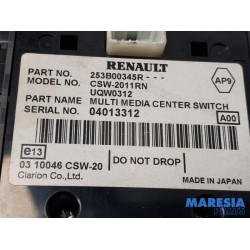 RENAULT
PART NO. 253B00345R - - -
MODEL NO. CSW-2011RN
UQW0312
PART NAME MULTI MEDIA CENTER SWITCH
SERIAL NO. 04013312
AP9
A00
e13
03 10046 CSW-20
DO NOT DROP
Clarion Co., Ltd.
MADE IN JAPAN
MARESIA
PARTS